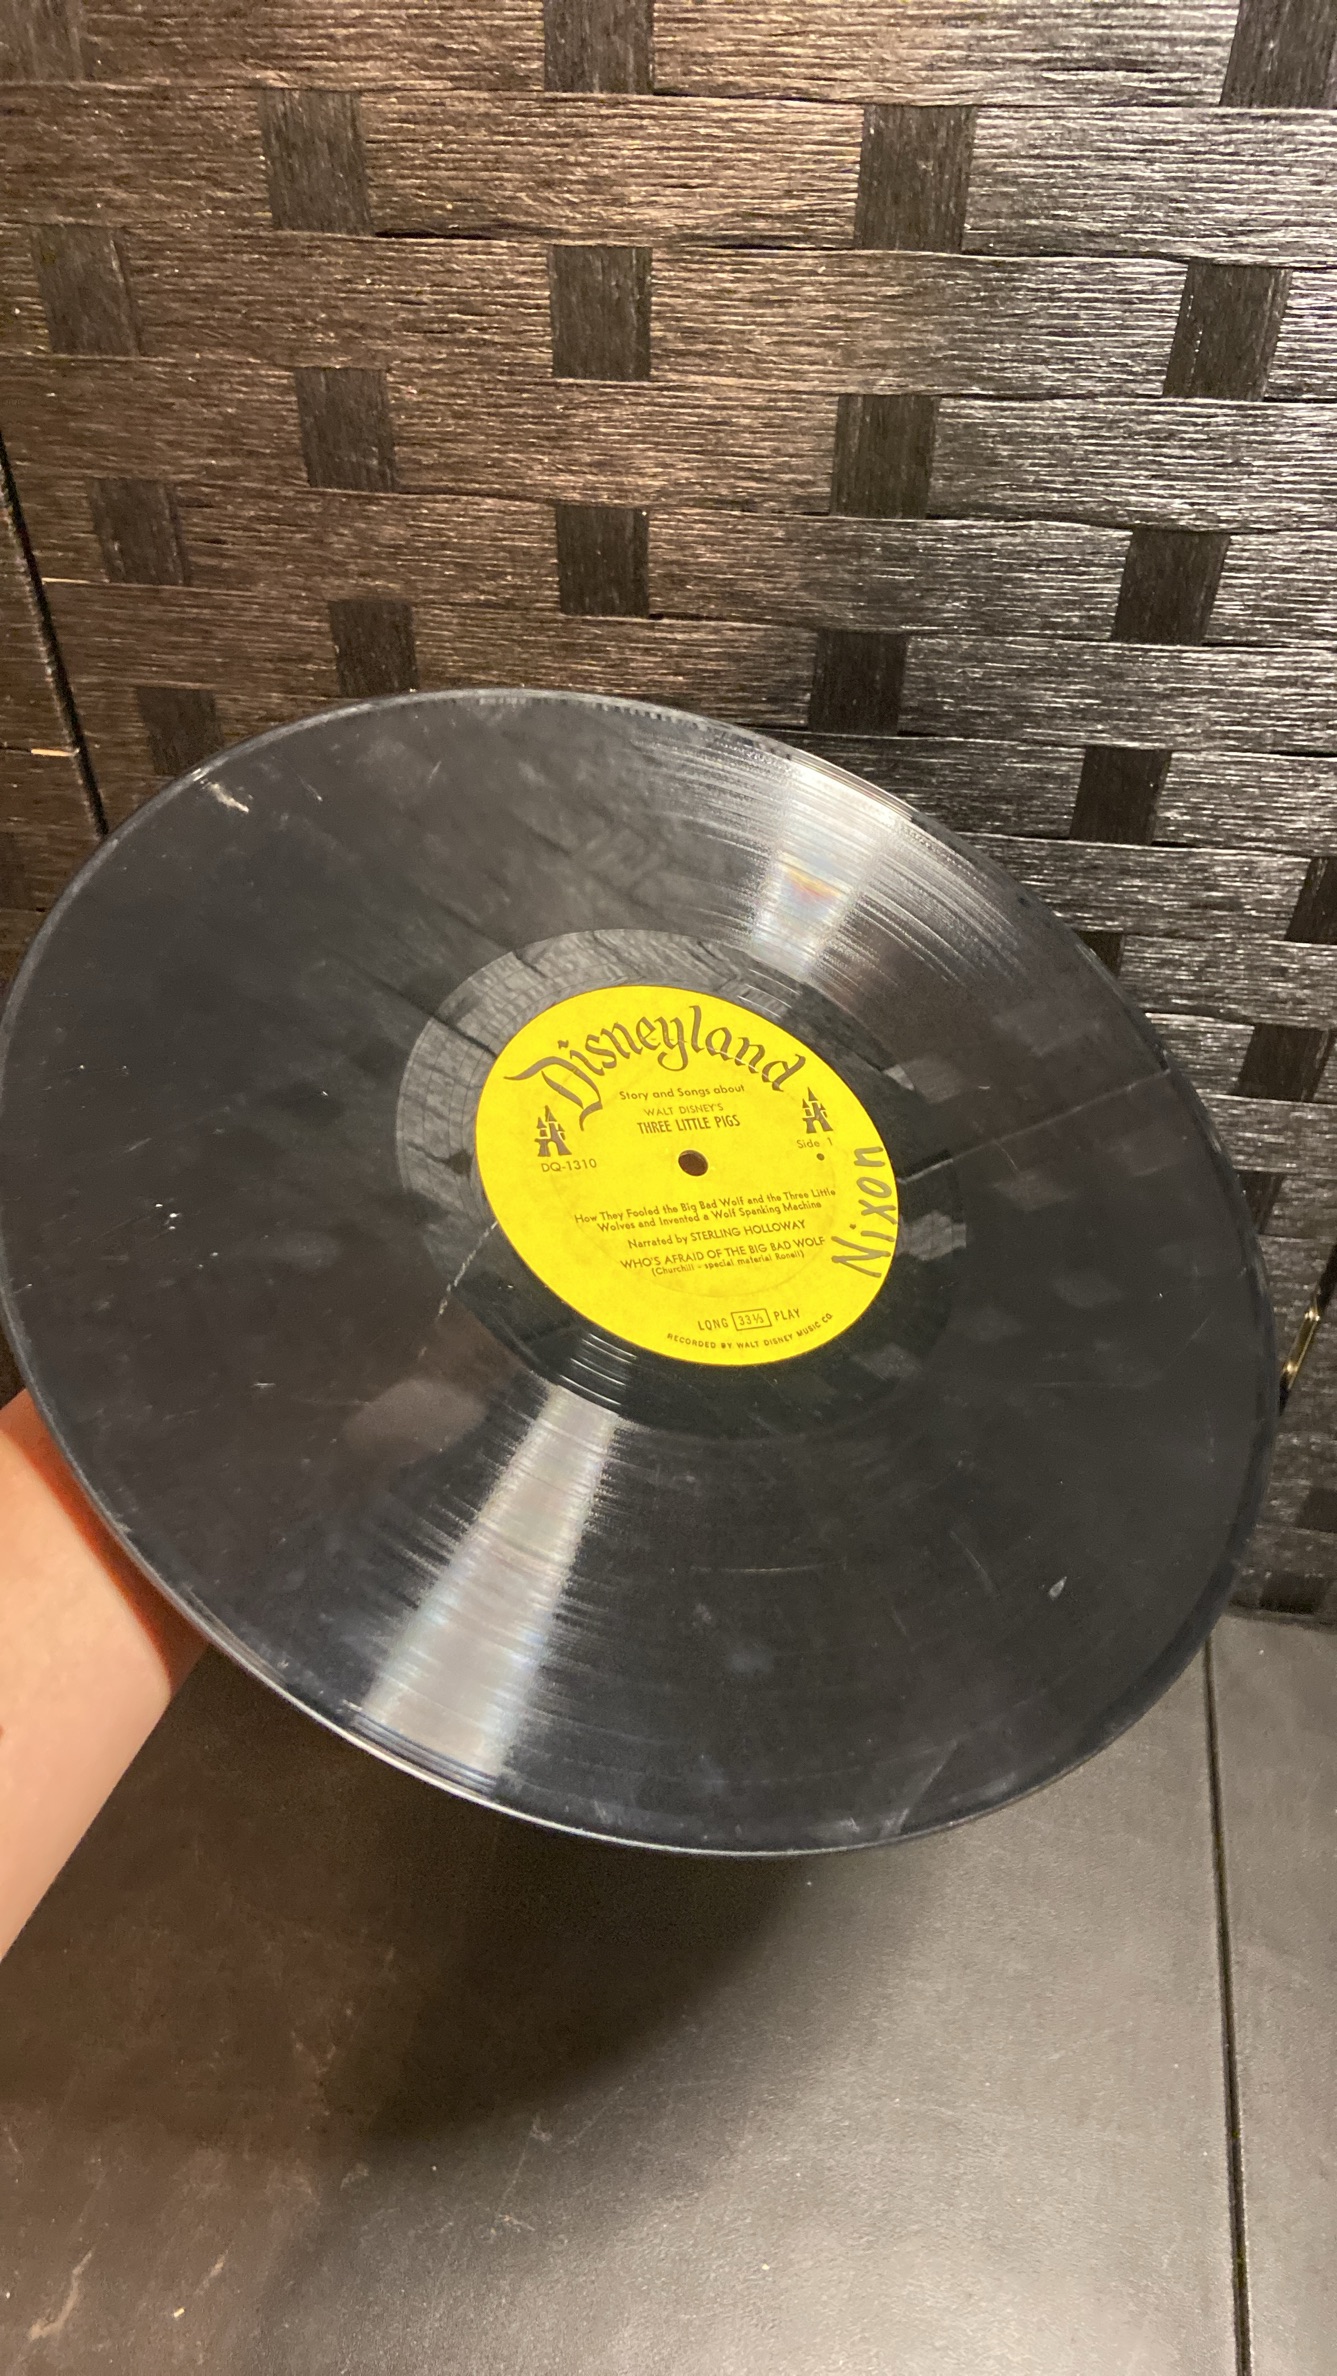 Disneyland
Story and Songs about
WALT DISNEY'S
THREE LITTLE PIGS
DQ-1310
Side 1
Nixon
How They Fooled the Big Bad Wolf and the Three Little
Wolves and Invented a Wolf Spanking Machine
Narrated by STERLING HOLLOWAY
WHO'S AFRAID OF THE BIG BAD WOLF
(Churchill - special material Ronell)
LONG 33⅓ PLAY
RECORDED BY WALT DISNEY MUSIC CO.